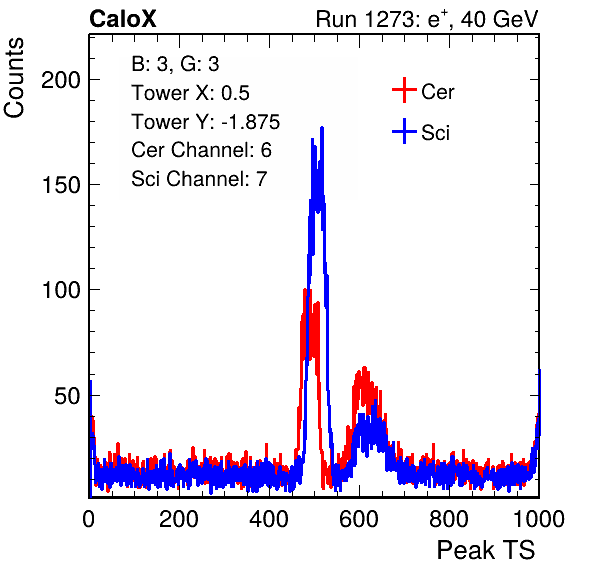 CaloX
Run 1273: e+, 40 GeV
Counts
B: 3, G: 3
Tower X: 0.5
Tower Y: -1.875
Cer Channel: 6
Sci Channel: 7
Cer
Sci
200
150
100
50
0
200
400
600
800
1000
Peak TS